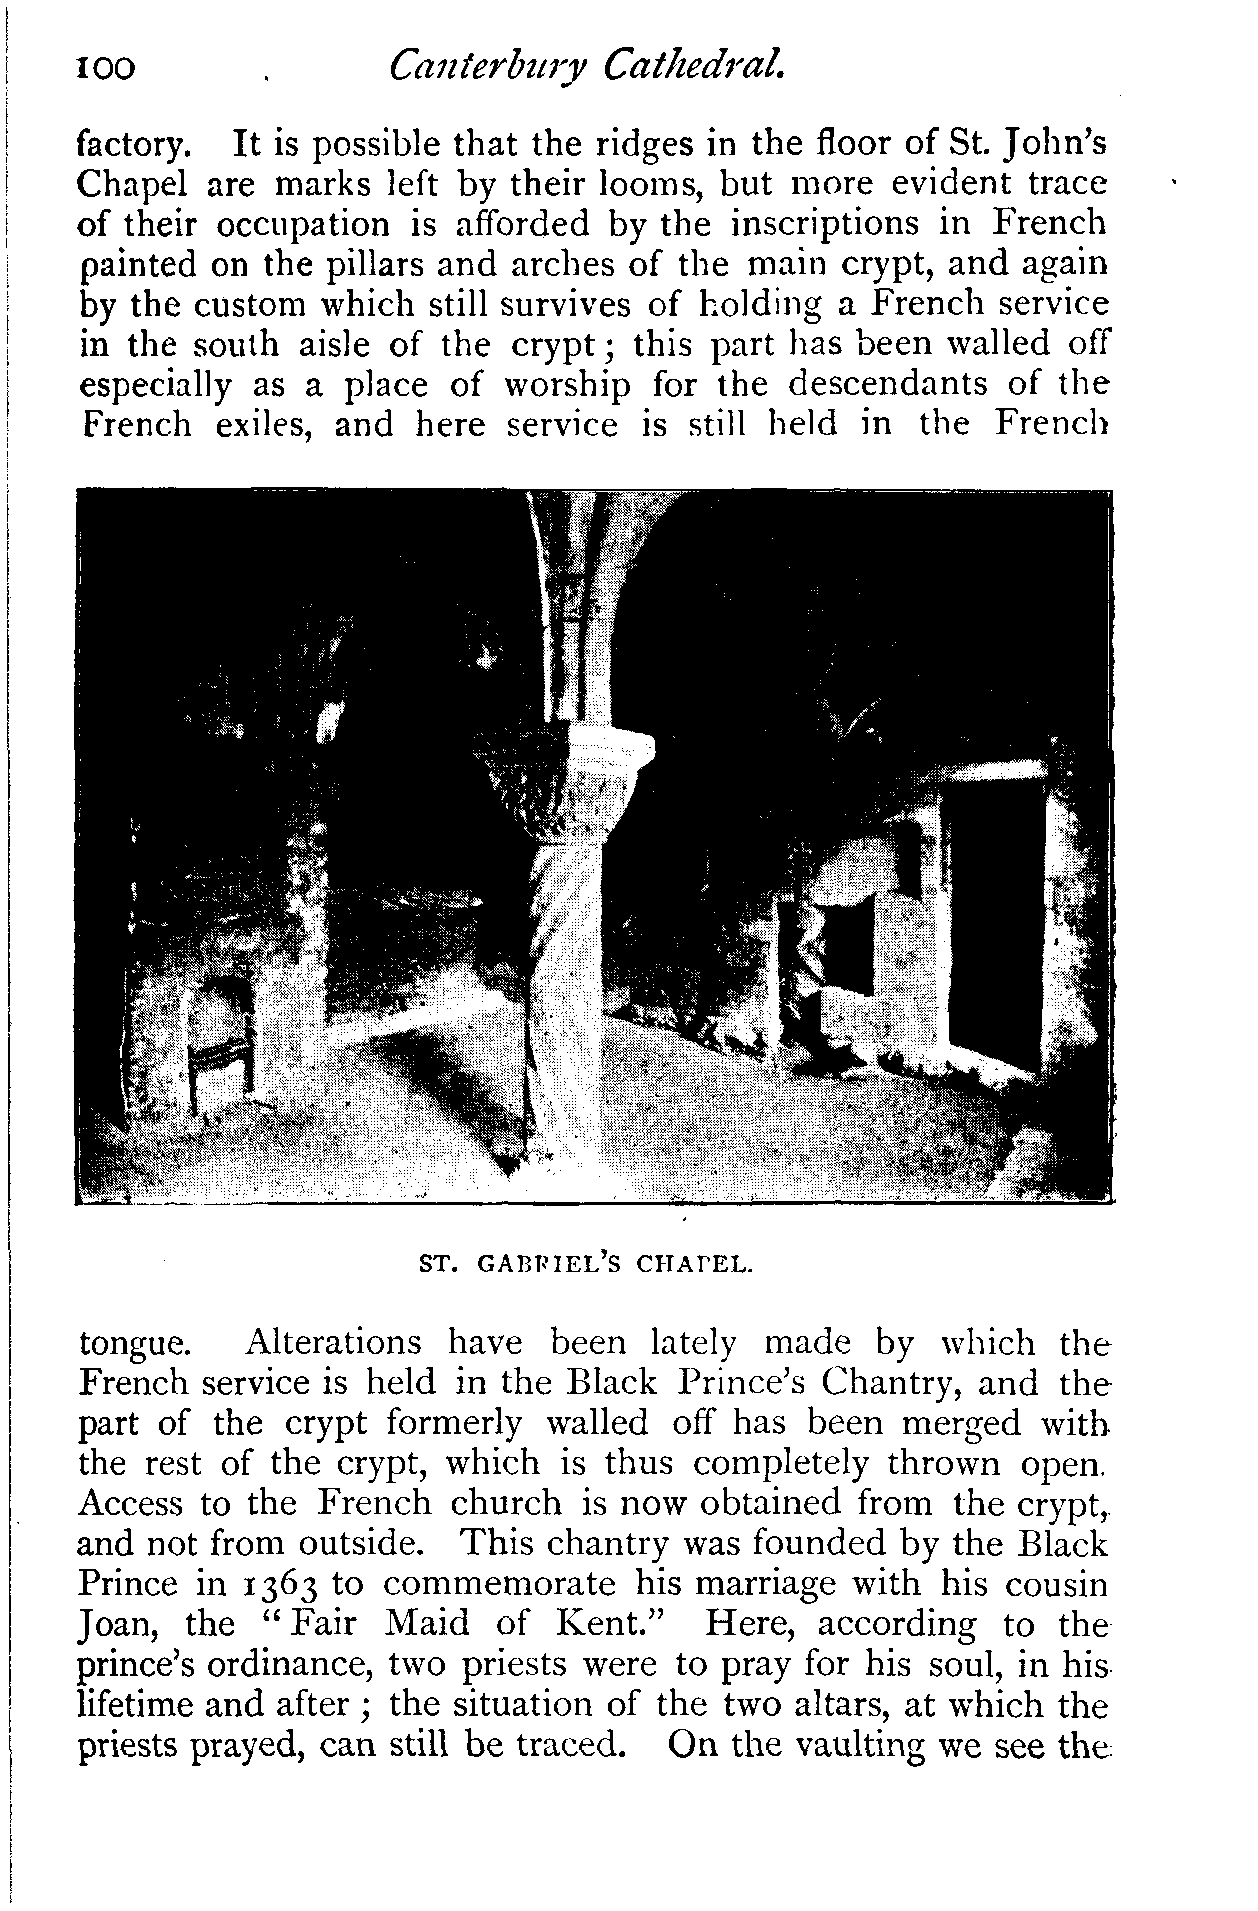 100 Canterbury Cathedral.
factory. It is possible that the ridges in the floor of St. John's
Chapel are marks left by their looms, but more evident trace
of their occupation is afforded by the inscriptions in French
painted on the pillars and arches of the main crypt, and again
by the custom which still survives of holding a French service
in the south aisle of the crypt; this part has been walled off
especially as a place of worship for the descendants of the
French exiles, and here service is still held in the French
ST. GABRIEL'S CHAPEL.
tongue. Alterations have been lately made by which the
French service is held in the Black Prince's Chantry, and the
part of the crypt formerly walled off has been merged with
the rest of the crypt, which is thus completely thrown open.
Access to the French church is now obtained from the crypt,
and not from outside. This chantry was founded by the Black
Prince in 1363 to commemorate his marriage with his cousin
Joan, the "Fair Maid of Kent." Here, according to the
prince's ordinance, two priests were to pray for his soul, in his
lifetime and after; the situation of the two altars, at which the
priests prayed, can still be traced. On the vaulting we see the